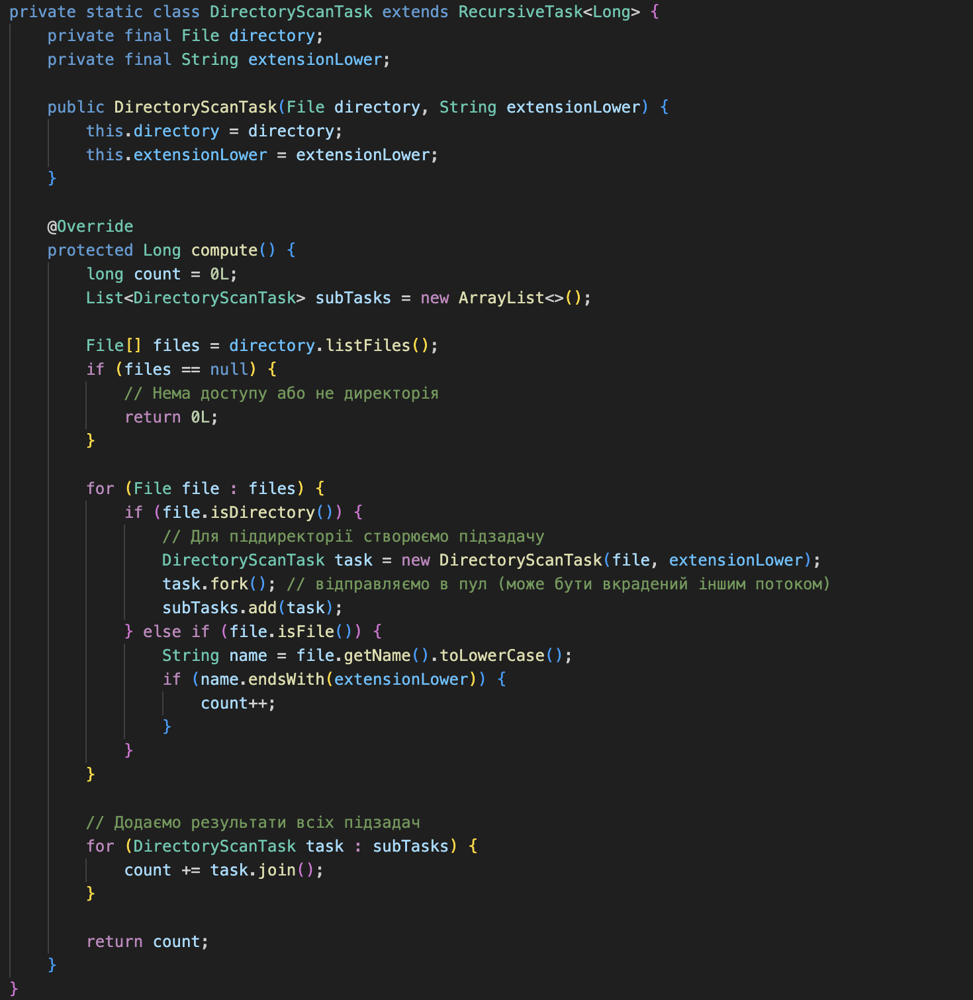 private static class DirectoryScanTask extends RecursiveTask<Long> {
    private final File directory;
    private final String extensionLower;

    public DirectoryScanTask(File directory, String extensionLower) {
        this.directory = directory;
        this.extensionLower = extensionLower;
    }

    @Override
    protected Long compute() {
        long count = 0L;
        List<DirectoryScanTask> subTasks = new ArrayList<>();

        File[] files = directory.listFiles();
        if (files == null) {
            // Нема доступу або не директорія
            return 0L;
        }

        for (File file : files) {
            if (file.isDirectory()) {
                // Для піддиректорії створюємо підзадачу
                DirectoryScanTask task = new DirectoryScanTask(file, extensionLower);
                task.fork(); // відправляємо в пул (може бути вкрадений іншим потоком)
                subTasks.add(task);
            } else if (file.isFile()) {
                String name = file.getName().toLowerCase();
                if (name.endsWith(extensionLower)) {
                    count++;
                }
            }
        }

        // Додаємо результати всіх підзадач
        for (DirectoryScanTask task : subTasks) {
            count += task.join();
        }

        return count;
    }
}